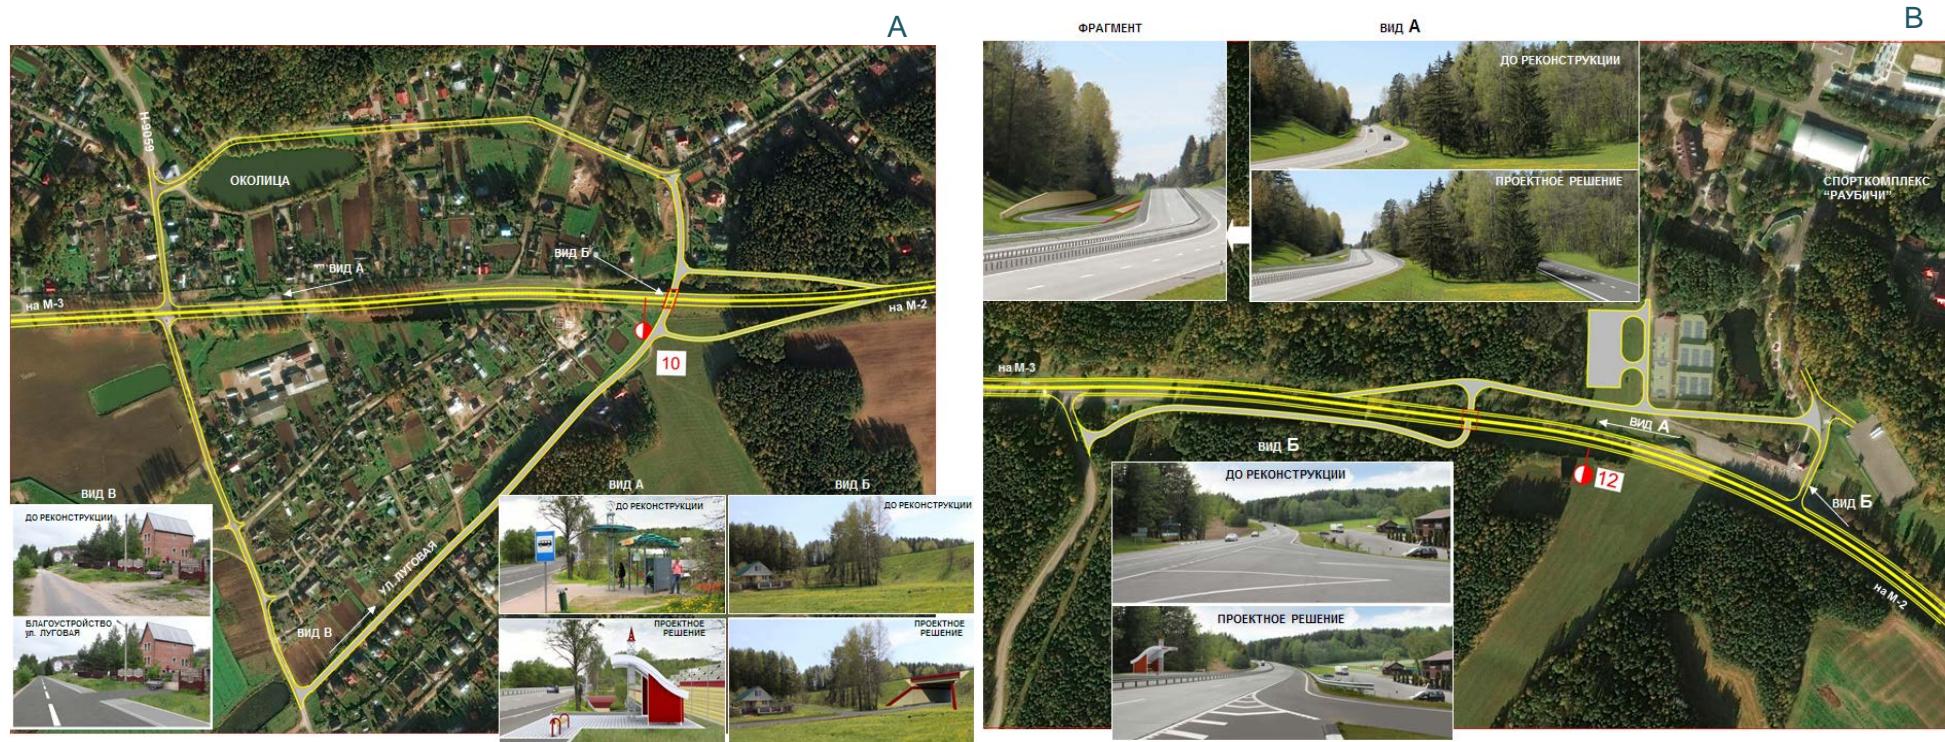 А
Н-9059
ОКОЛИЦА
ВИД А
ВИД Б
на М-3
на М-2
10
ВИД В
ДО РЕКОНСТРУКЦИИ
БЛАГОУСТРОЙСТВО
ул. ЛУГОВАЯ
ВИД В
УЛ. ЛУГОВАЯ
ВИД А
ВИД Б
ДО РЕКОНСТРУКЦИИ
ДО РЕКОНСТРУКЦИИ
ПРОЕКТНОЕ
РЕШЕНИЕ
ПРОЕКТНОЕ
РЕШЕНИЕ
В
ФРАГМЕНТ
ВИД А
ДО РЕКОНСТРУКЦИИ
ПРОЕКТНОЕ РЕШЕНИЕ
СПОРТКОМПЛЕКС
"РАУБИЧИ"
на М-3
ВИД А
ВИД Б
12
ВИД Б
на М-2
ДО РЕКОНСТРУКЦИИ
ПРОЕКТНОЕ РЕШЕНИЕ